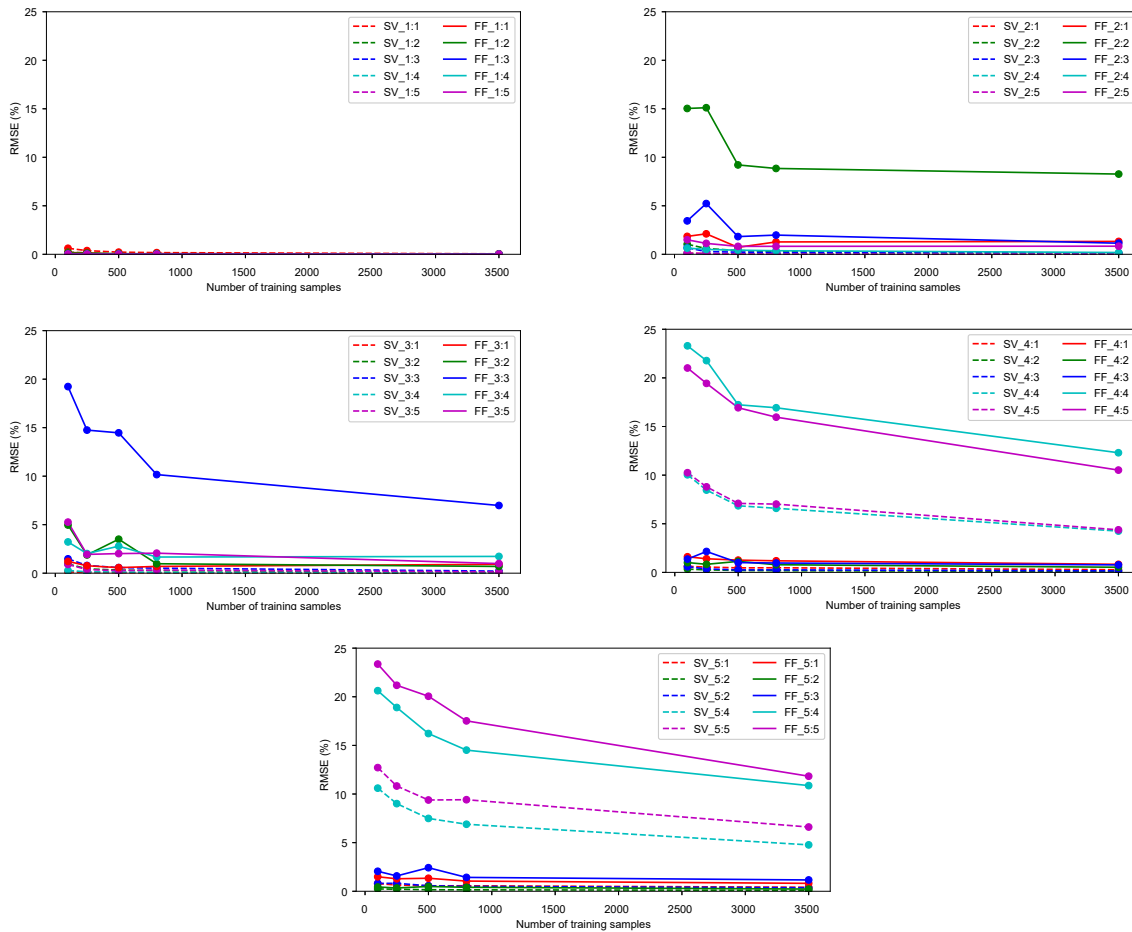 25
20
15
10
5
0
RMSE (%)
0 500 1000 1500 2000 2500 3000 3500
Number of training samples
SV_1:1 FF_1:1
SV_1:2 FF_1:2
SV_1:3 FF_1:3
SV_1:4 FF_1:4
SV_1:5 FF_1:5
25
20
15
10
5
0
RMSE (%)
0 500 1000 1500 2000 2500 3000 3500
Number of training samples
SV_2:1 FF_2:1
SV_2:2 FF_2:2
SV_2:3 FF_2:3
SV_2:4 FF_2:4
SV_2:5 FF_2:5
25
20
15
10
5
0
RMSE (%)
0 500 1000 1500 2000 2500 3000 3500
Number of training samples
SV_3:1 FF_3:1
SV_3:2 FF_3:2
SV_3:3 FF_3:3
SV_3:4 FF_3:4
SV_3:5 FF_3:5
25
20
15
10
5
0
RMSE (%)
0 500 1000 1500 2000 2500 3000 3500
Number of training samples
SV_4:1 FF_4:1
SV_4:2 FF_4:2
SV_4:3 FF_4:3
SV_4:4 FF_4:4
SV_4:5 FF_4:5
25
20
15
10
5
0
RMSE (%)
0 500 1000 1500 2000 2500 3000 3500
Number of training samples
SV_5:1 FF_5:1
SV_5:2 FF_5:2
SV_5:2 FF_5:3
SV_5:4 FF_5:4
SV_5:5 FF_5:5